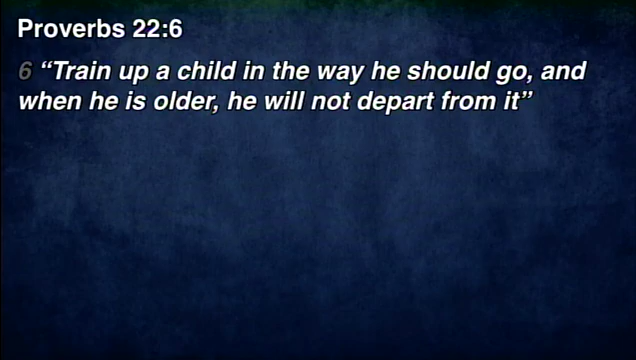 Proverbs 22:6
6 “Train up a child in the way he should go, and
when he is older, he will not depart from it”